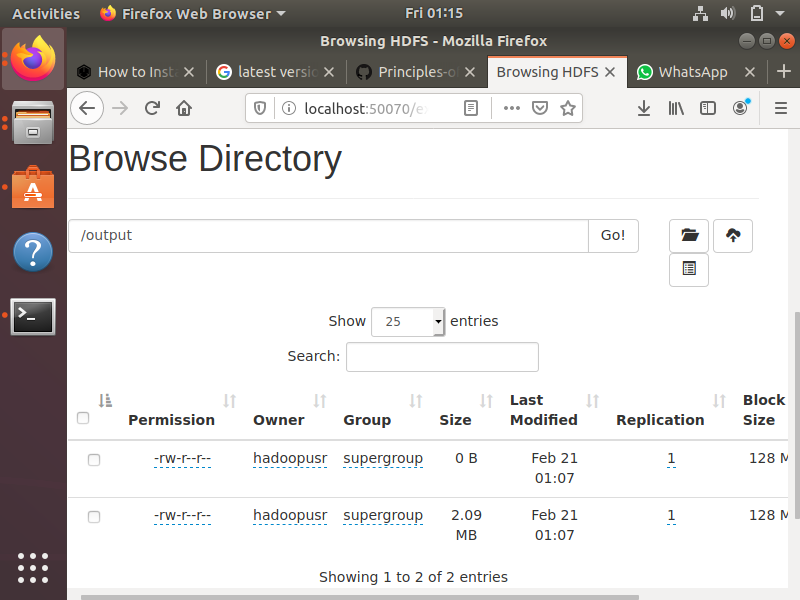 Activities Firefox Web Browser Fri 01:15
Browsing HDFS - Mozilla Firefox
How to Insta latest versio Principles-o Browsing HDFS WhatsApp
localhost:50070/ex
Browse Directory
/output Go!
Show 25 entries
Search:
Permission Owner Group Size Last Modified Replication Block Size
-rw-r--r-- hadoopusr supergroup 0 B Feb 21 01:07 1 128 M
-rw-r--r-- hadoopusr supergroup 2.09 MB Feb 21 01:07 1 128 M
Showing 1 to 2 of 2 entries